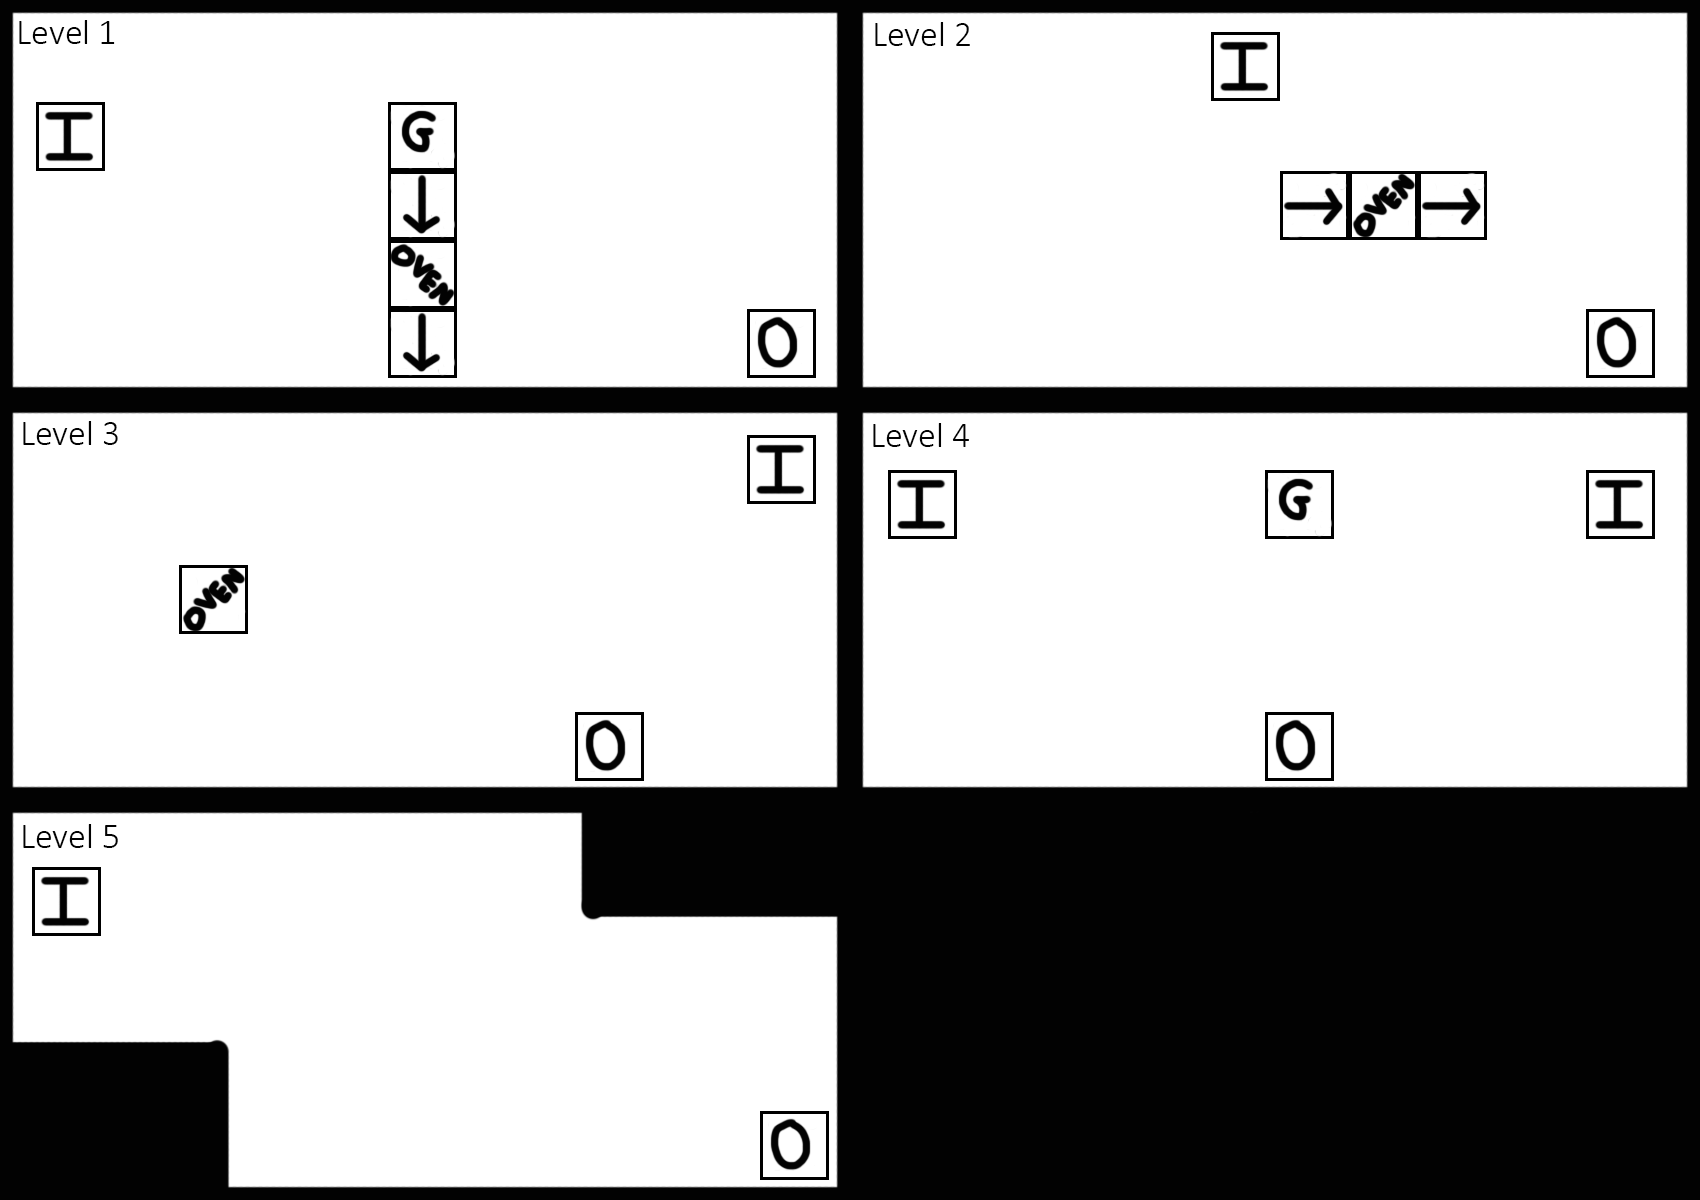 Level 1
I
G
↓
OVEN
↓
O
Level 2
I
→ OVEN →
O
Level 3
I
OVEN
O
Level 4
I G I
O
Level 5
I
O